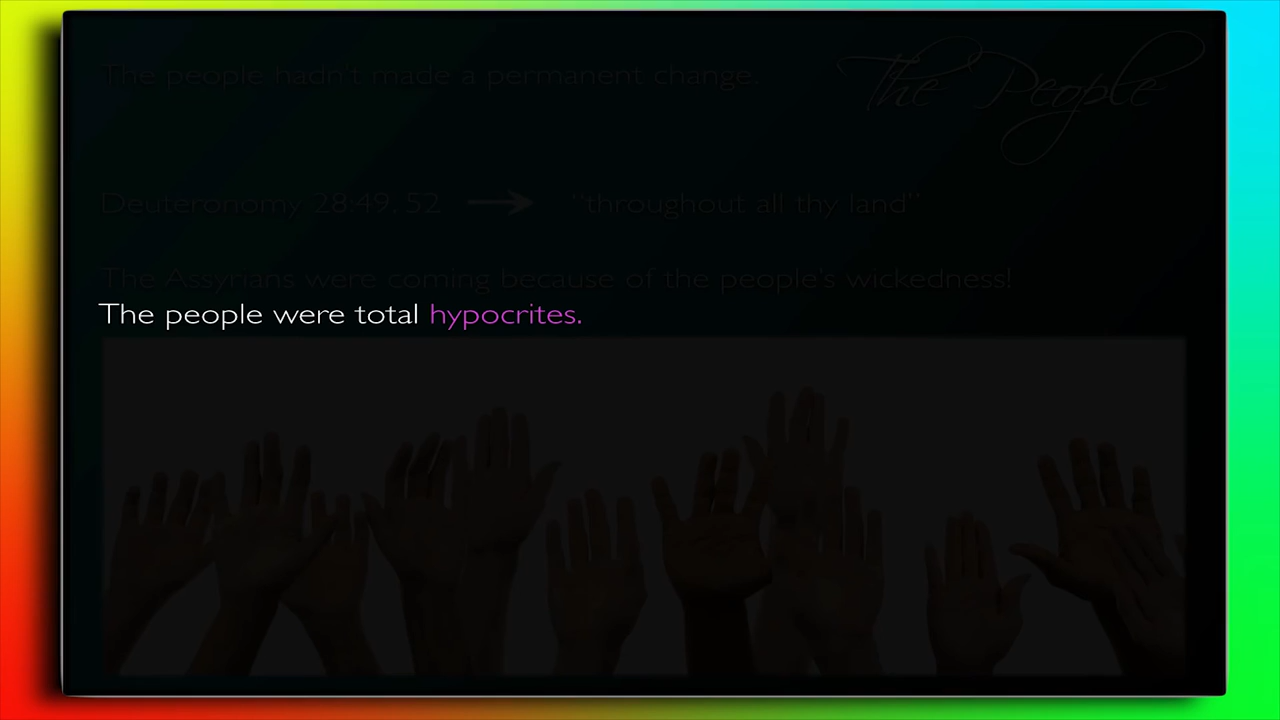 The People
The people hadn't made a permanent change.
Deuteronomy 28:49, 52 → "throughout all thy land"
The Assyrians were coming because of the people's wickedness!
The people were total hypocrites.